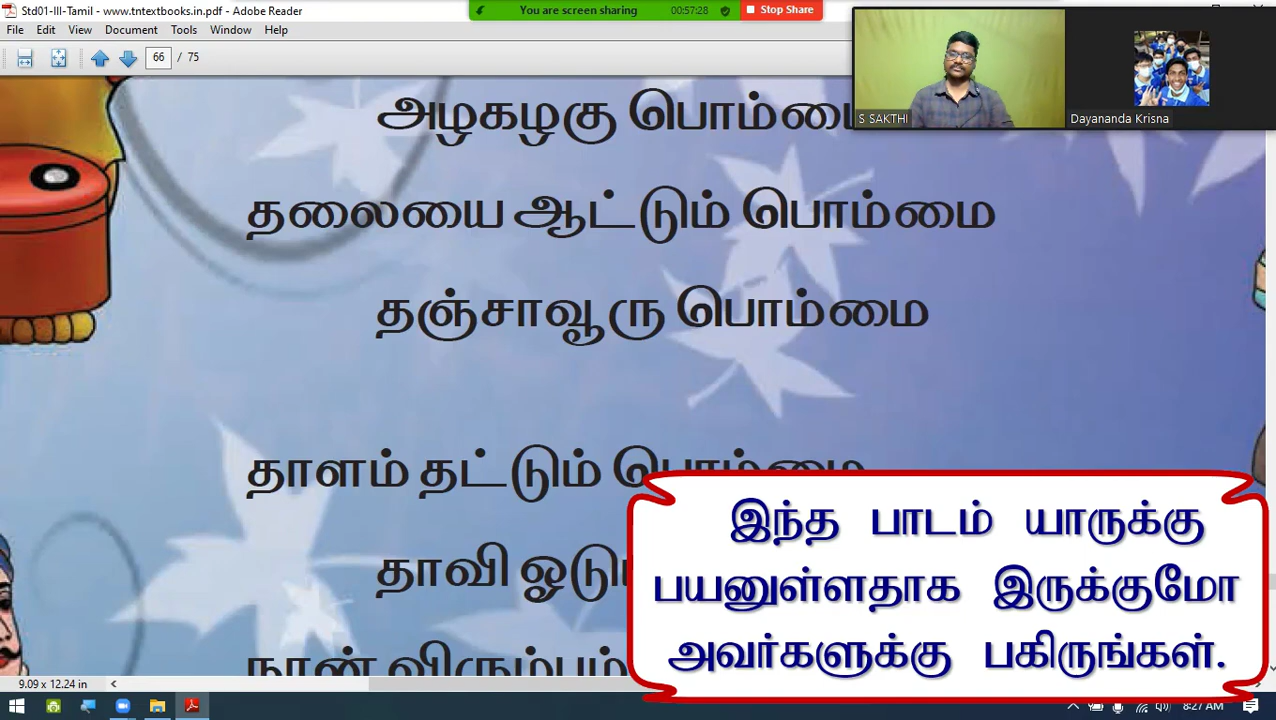 Std01-III-Tamil - www.tntextbooks.in.pdf - Adobe Reader
You are screen sharing
00:57:28
Stop Share
File Edit View Document Tools Window Help
66 / 75
S SAKTHI
Dayananda Krisna
அழகழகு
தலையை ஆட்டும் பொம்மை
தஞ்சாவூரு பொம்மை
தாளம் தட்டும் பொம்மை
தாவி
நான்
இந்த பாடம் யாருக்கு
பயனுள்ளதாக இருக்குமோ
அவர்களுக்கு பகிருங்கள்.
9.09 x 12.24 in
8:27 AM